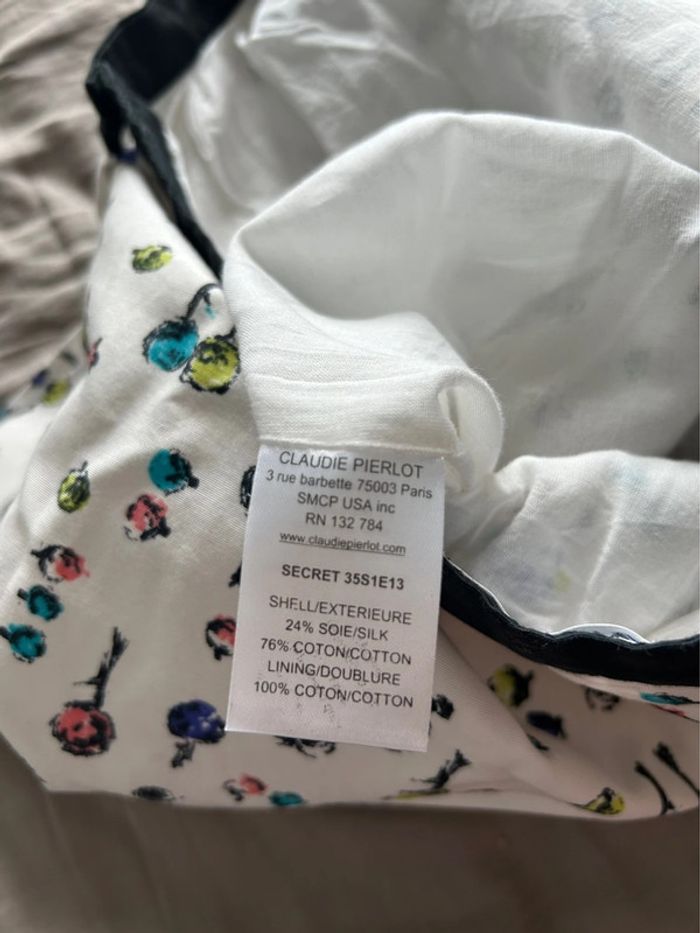 CLAUDIE PIERLOT
3 rue barbette 75003 Paris
SMCP USA inc
RN 132 784
www.claudiepierlot.com
SECRET 35S1E13
SHELL/EXTERIEURE
24% SOIE/SILK
76% COTON/COTTON
LINING/DOUBLURE
100% COTON/COTTON